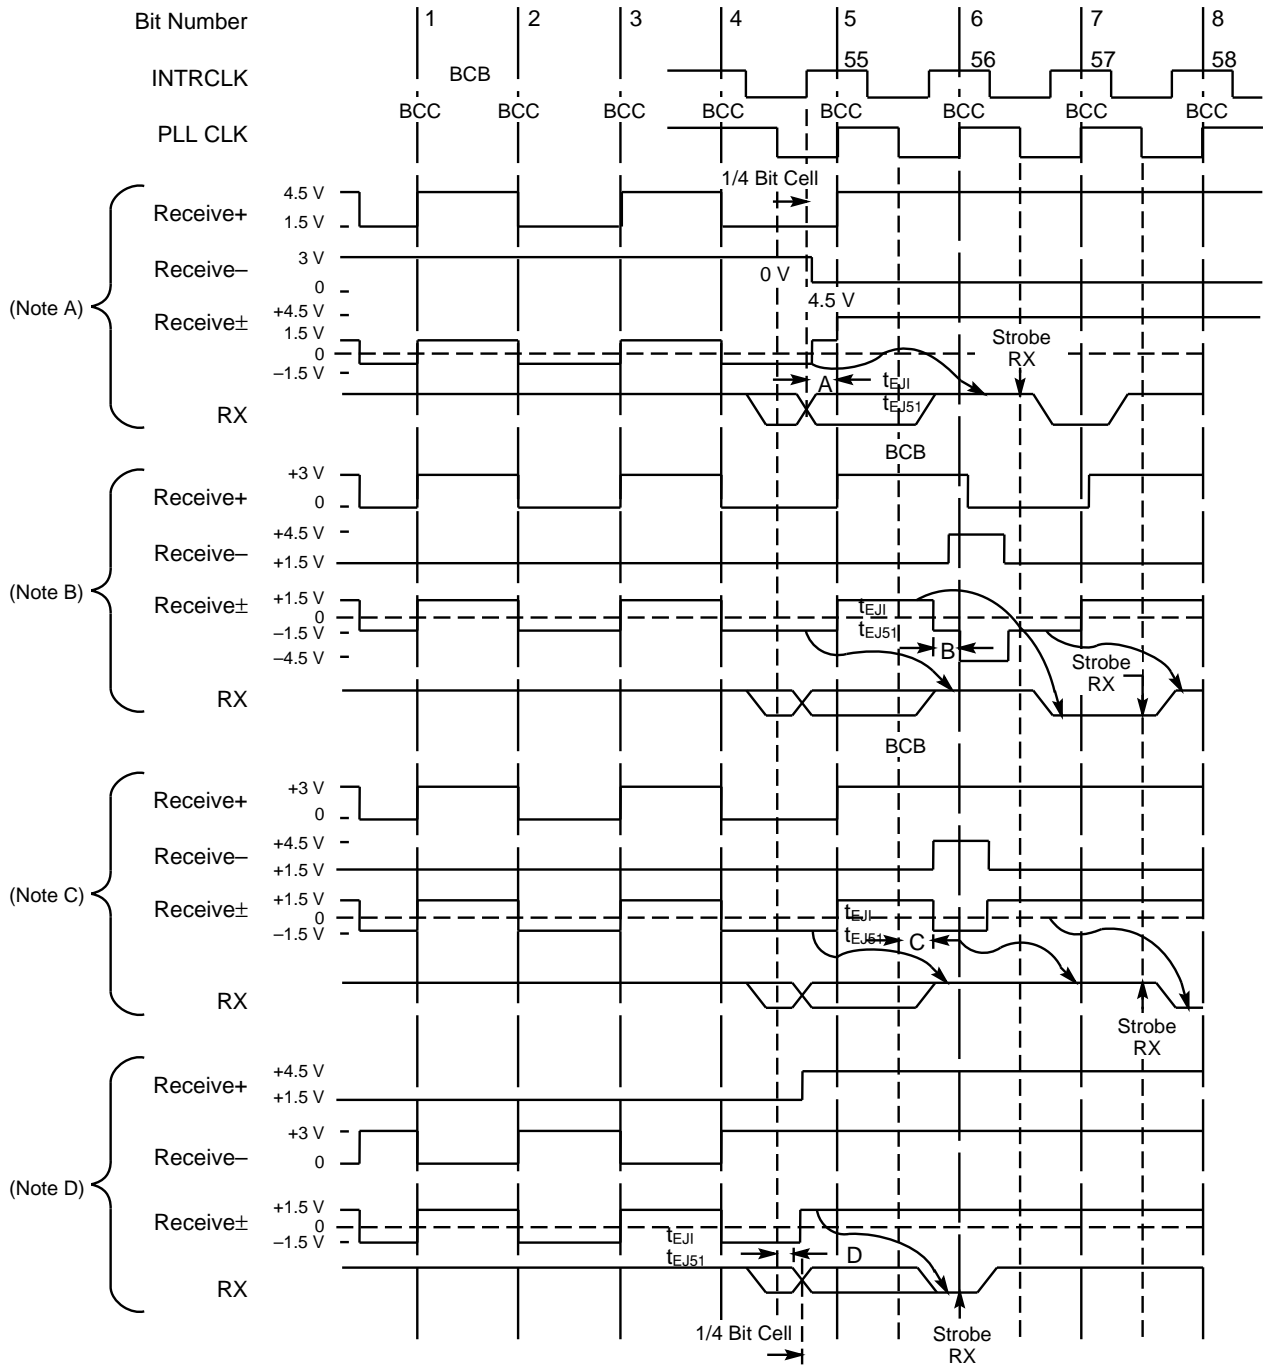 Bit Number 1 2 3 4 5 6 7 8
55 56 57 58
INTRCLK BCB
BCC BCC BCC BCC BCC BCC BCC BCC
PLL CLK
1/4 Bit Cell
4.5 V
Receive+
1.5 V
3 V
Receive–
0 V
0
(Note A)
4.5 V
+4.5 V
Receive±
1.5 V
Strobe
RX
0
–1.5 V
A
tEJI
tEJ51
RX
BCB
+3 V
Receive+
0
+4.5 V
Receive–
+1.5 V
(Note B)
+1.5 V
Receive±
tEJI
0
–1.5 V
tEJ51
B
–4.5 V
Strobe
RX
RX
BCB
+3 V
Receive+
0
+4.5 V
Receive–
+1.5 V
(Note C)
+1.5 V
Receive±
tEJI
0
–1.5 V
tEJ51
C
RX
Strobe
RX
+4.5 V
Receive+
+1.5 V
+3 V
Receive–
0
(Note D)
+1.5 V
Receive±
0
tEJI
–1.5 V
tEJ51
D
RX
1/4 Bit Cell
Strobe
RX